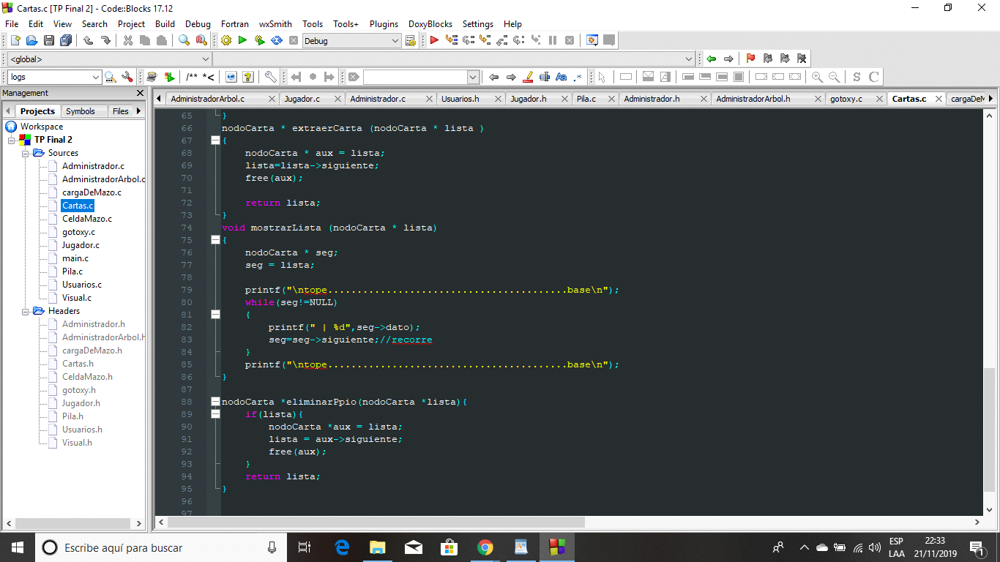 Cartas.c [TP Final 2] - Code::Blocks 17.12
File Edit View Search Project Build Debug Fortran wxSmith Tools Tools+ Plugins DoxyBlocks Settings Help
Debug
<global>
logs
/** *<
Management
Projects Symbols Files
AdministradorArbol.c Jugador.c Administrador.c Usuarios.h Jugador.h Pila.c Administrador.h AdministradorArbol.h gotoxy.c Cartas.c cargaDeM
Workspace
TP Final 2
Sources
Administrador.c
AdministradorArbol.c
cargaDeMazo.c
Cartas.c
CeldaMazo.c
gotoxy.c
Jugador.c
main.c
Pila.c
Usuarios.c
Visual.c
Headers
Administrador.h
AdministradorArbol.h
cargaDeMazo.h
Cartas.h
CeldaMazo.h
gotoxy.h
Jugador.h
Pila.h
Usuarios.h
Visual.h
65 }
66 nodoCarta * extraerCarta (nodoCarta * lista )
67 {
68 nodoCarta * aux = lista;
69 lista=lista->siguiente;
70 free(aux);
71
72 return lista;
73 }
74 void mostrarLista (nodoCarta * lista)
75 {
76 nodoCarta * seg;
77 seg = lista;
78
79 printf("\ntope.........................................base\n");
80 while(seg!=NULL)
81 {
82 printf(" | %d",seg->dato);
83 seg=seg->siguiente;//recorre
84 }
85 printf("\ntope.........................................base\n");
86 }
87
88 nodoCarta *eliminarPpio(nodoCarta *lista){
89 if(lista){
90 nodoCarta *aux = lista;
91 lista = aux->siguiente;
92 free(aux);
93 }
94 return lista;
95 }
96
97
Escribe aquí para buscar
ESP
LAA
22:33
21/11/2019
1